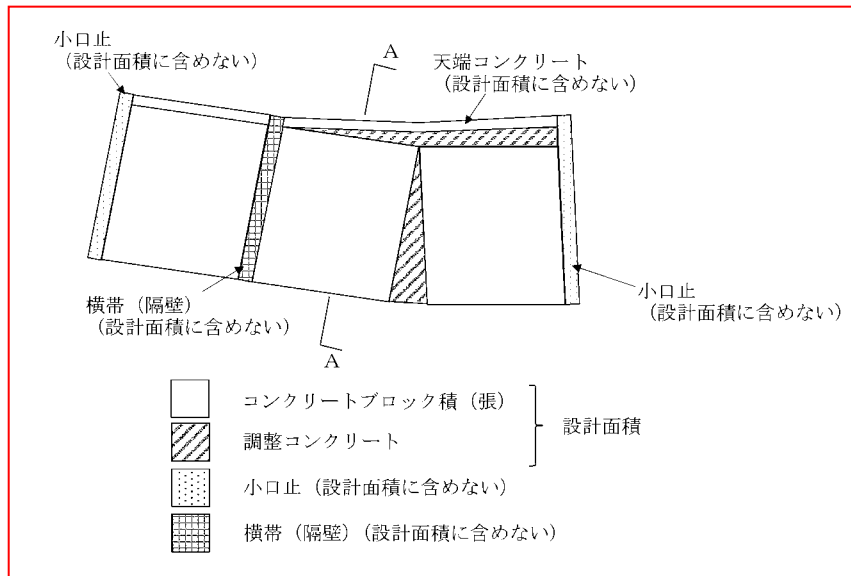 小口止
(設計面積に含めない)
A
天端コンクリート
(設計面積に含めない)
横帯(隔壁)
(設計面積に含めない)
A
小口止
(設計面積に含めない)
コンクリートブロック積(張)
調整コンクリート
設計面積
小口止(設計面積に含めない)
横帯(隔壁)(設計面積に含めない)